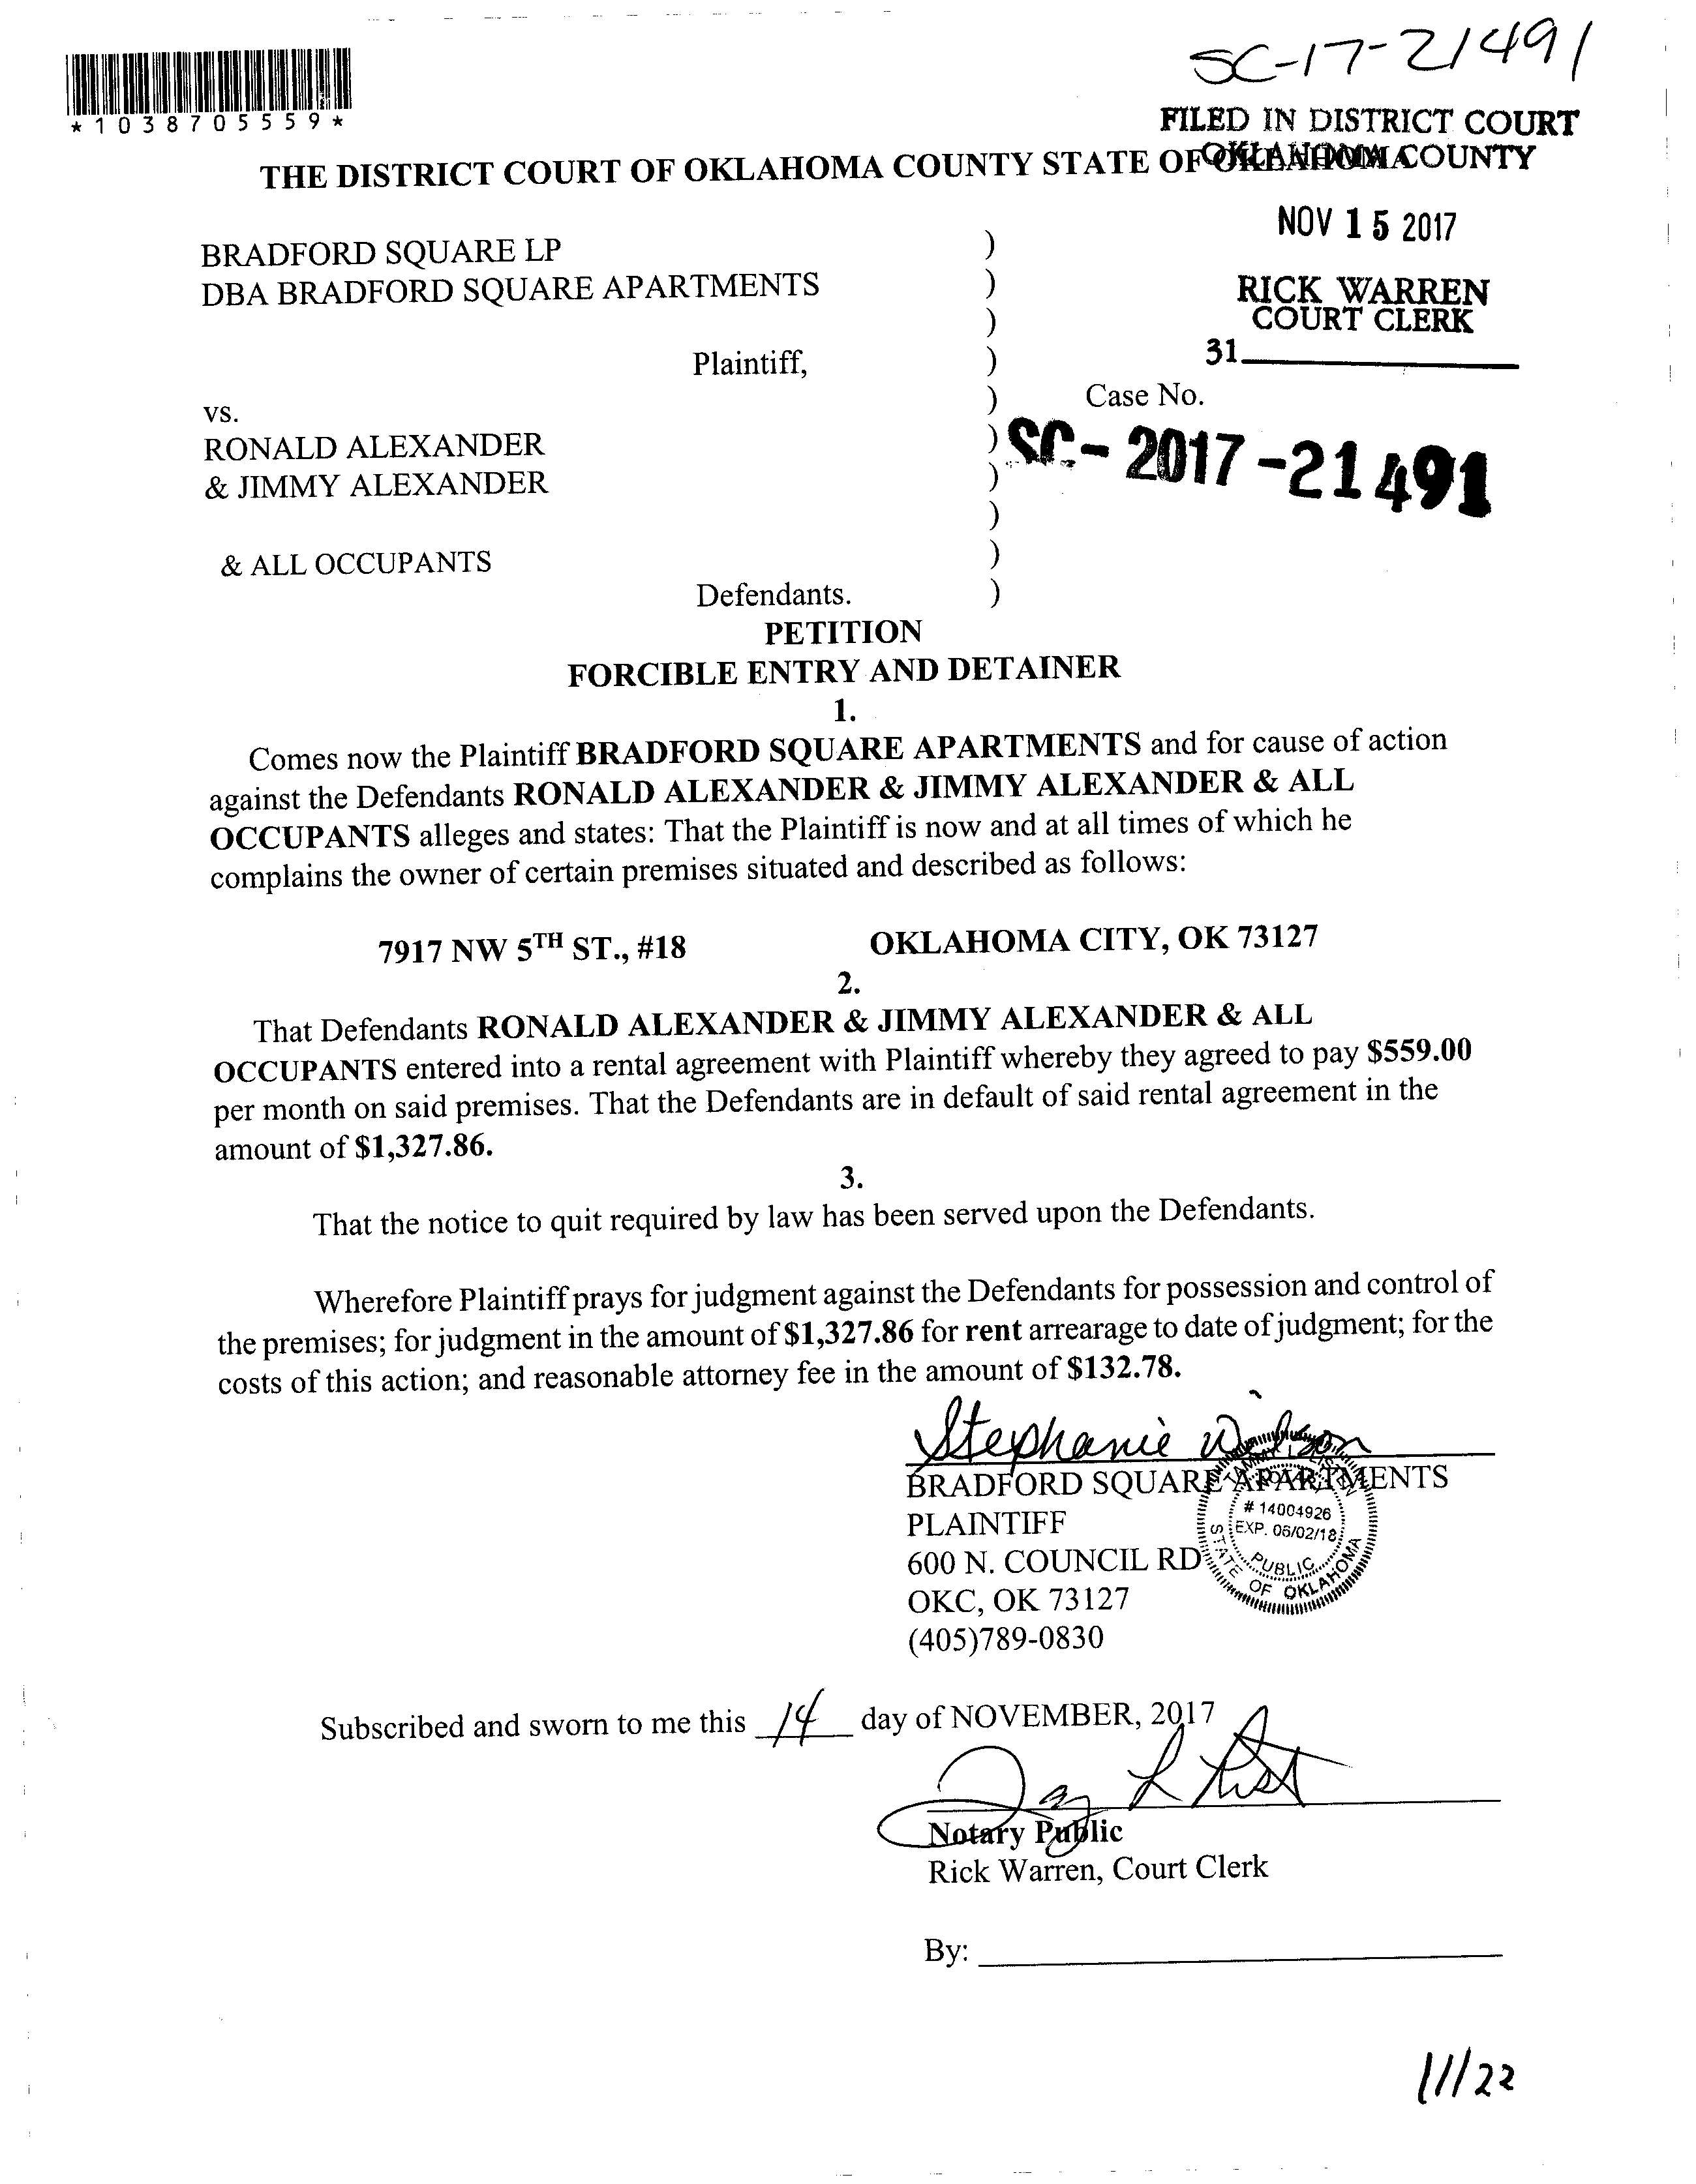 SC-17-21491
*1038705559*
FILED IN DISTRICT COURT
OKLAHOMA COUNTY
THE DISTRICT COURT OF OKLAHOMA COUNTY STATE OF OKLAHOMA
NOV 15 2017
RICK WARREN
COURT CLERK
31
BRADFORD SQUARE LP )
DBA BRADFORD SQUARE APARTMENTS )
)
Plaintiff, )
) Case No.
vs.
RONALD ALEXANDER ) SC-2017-21491
& JIMMY ALEXANDER )
)
& ALL OCCUPANTS )
Defendants. )
PETITION
FORCIBLE ENTRY AND DETAINER
1.
Comes now the Plaintiff BRADFORD SQUARE APARTMENTS and for cause of action
against the Defendants RONALD ALEXANDER & JIMMY ALEXANDER & ALL
OCCUPANTS alleges and states: That the Plaintiff is now and at all times of which he
complains the owner of certain premises situated and described as follows:
7917 NW 5TH ST., #18 OKLAHOMA CITY, OK 73127
2.
That Defendants RONALD ALEXANDER & JIMMY ALEXANDER & ALL
OCCUPANTS entered into a rental agreement with Plaintiff whereby they agreed to pay $559.00
per month on said premises. That the Defendants are in default of said rental agreement in the
amount of $1,327.86.
3.
That the notice to quit required by law has been served upon the Defendants.
Wherefore Plaintiff prays for judgment against the Defendants for possession and control of
the premises; for judgment in the amount of $1,327.86 for rent arrearage to date of judgment; for the
costs of this action; and reasonable attorney fee in the amount of $132.78.
Stephanie Wilson
BRADFORD SQUARE APARTMENTS
PLAINTIFF
600 N. COUNCIL RD
OKC, OK 73127
(405)789-0830
# 14004926
EXP. 06/02/18
PUBLIC
STATE OF OKLAHOMA
Subscribed and sworn to me this 14 day of NOVEMBER, 2017
Notary Public
Rick Warren, Court Clerk
By:
11/22